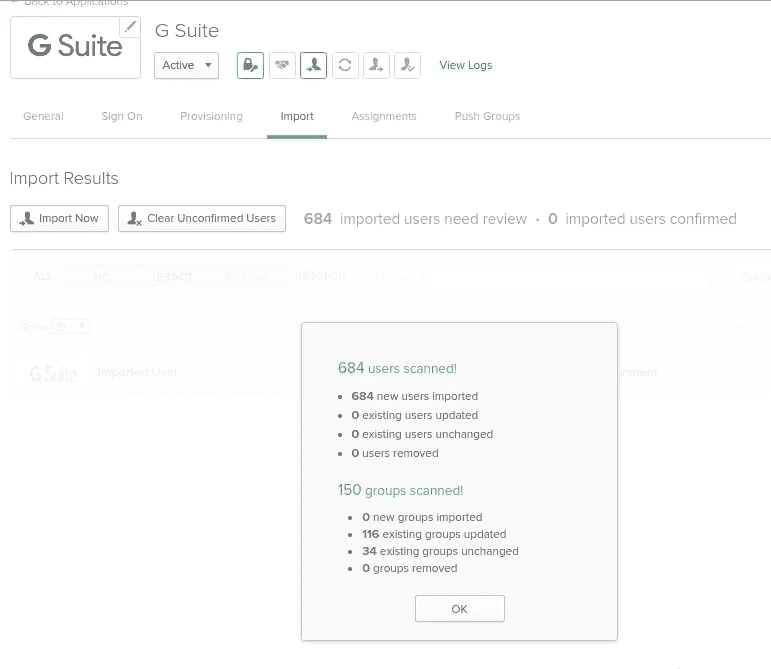 ← Back to Applications
G Suite
G Suite
Active
View Logs
General Sign On Provisioning Import Assignments Push Groups
Import Results
Import Now Clear Unconfirmed Users 684 imported users need review · 0 imported users confirmed
ALL NO EXACT PARTIAL IGNORED
Show 10
G Suite Imported User
684 users scanned!
684 new users imported
0 existing users updated
0 existing users unchanged
0 users removed
150 groups scanned!
0 new groups imported
116 existing groups updated
34 existing groups unchanged
0 groups removed
OK